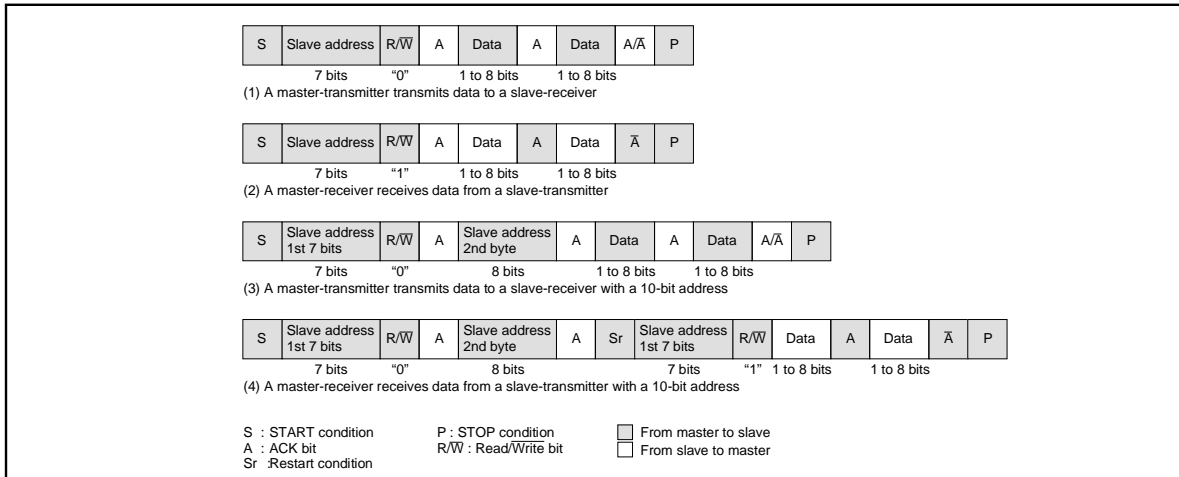 S Slave address R/W̅ A Data A Data A/A̅ P
7 bits “0” 1 to 8 bits 1 to 8 bits
(1) A master-transmitter transmits data to a slave-receiver
S Slave address R/W̅ A Data A Data A̅ P
7 bits “1” 1 to 8 bits 1 to 8 bits
(2) A master-receiver receives data from a slave-transmitter
S Slave address 1st 7 bits R/W̅ A Slave address 2nd byte A Data A Data A/A̅ P
7 bits “0” 8 bits 1 to 8 bits 1 to 8 bits
(3) A master-transmitter transmits data to a slave-receiver with a 10-bit address
S Slave address 1st 7 bits R/W̅ A Slave address 2nd byte A Sr Slave address 1st 7 bits R/W̅ Data A Data A̅ P
7 bits “0” 8 bits 7 bits “1” 1 to 8 bits 1 to 8 bits
(4) A master-receiver receives data from a slave-transmitter with a 10-bit address
S : START condition P : STOP condition From master to slave
A : ACK bit R/W̅ : Read/W̅r̅i̅t̅e̅ bit From slave to master
Sr :Restart condition